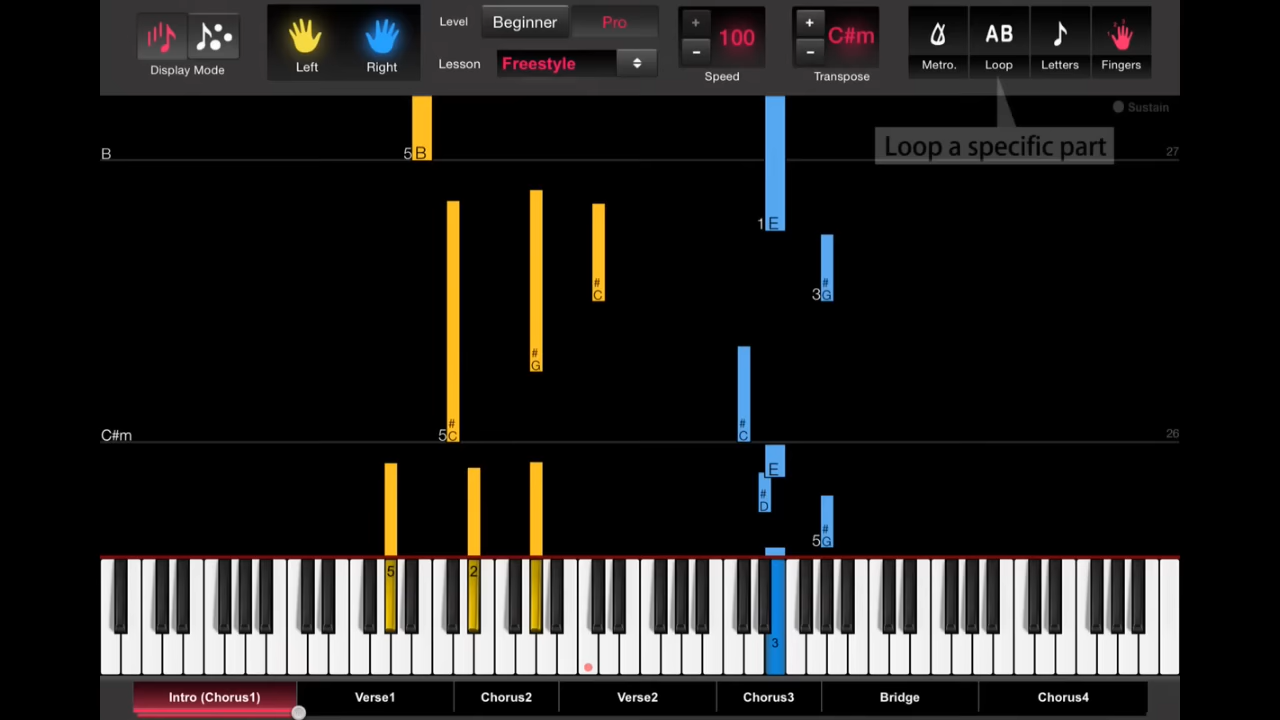 Display Mode
Left
Right
Level
Beginner
Pro
Lesson
Freestyle
+
-
100
Speed
+
-
C#m
Transpose
Metro.
AB
Loop
Letters
Fingers
Sustain
Loop a specific part
B
5 B
27
1 E
# C
# G
3 # G
# G
C#m
5 # C
# C
26
E
# D
5 # G
5
2
3
Intro (Chorus1)
Verse1
Chorus2
Verse2
Chorus3
Bridge
Chorus4